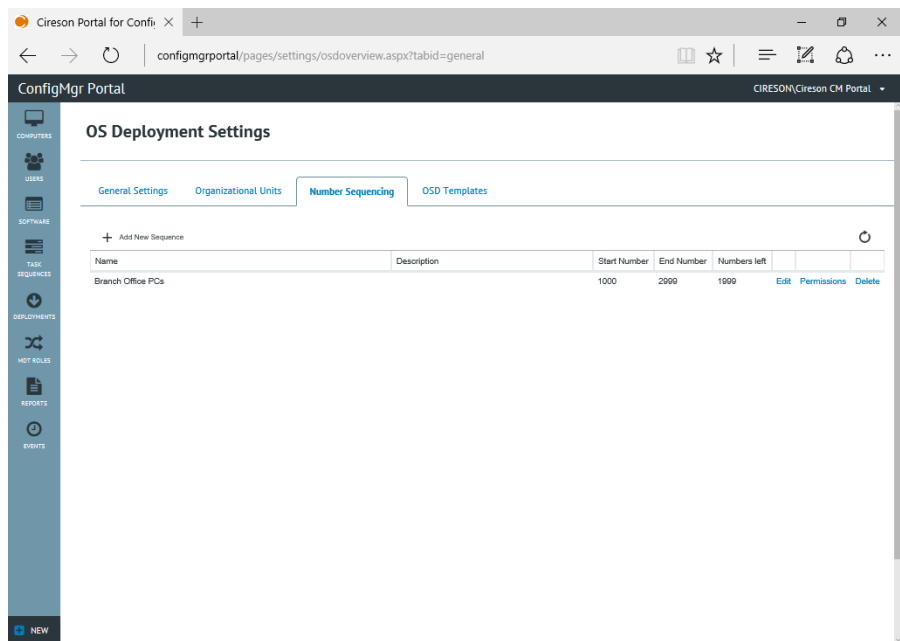 Cireson Portal for Confi
configmgrportal/pages/settings/osdoverview.aspx?tabid=general
ConfigMgr Portal
CIRESON\Cireson CM Portal
COMPUTERS
USERS
SOFTWARE
TASK
SEQUENCES
DEPLOYMENTS
MDT ROLES
REPORTS
EVENTS
NEW
OS Deployment Settings
General Settings Organizational Units Number Sequencing OSD Templates
Add New Sequence
Name Description Start Number End Number Numbers left
Branch Office PCs 1000 2999 1999 Edit Permissions Delete